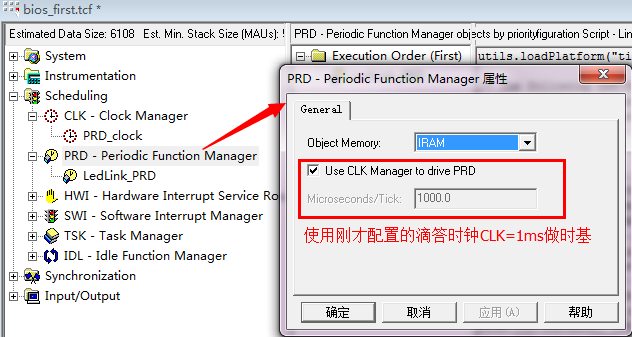 bios_first.tcf *
Estimated Data Size: 6108 Est. Min. Stack Size (MAUs):
PRD - Periodic Function Manager objects by priority
figuration Script - Lin
System
Instrumentation
Scheduling
CLK - Clock Manager
PRD_clock
PRD - Periodic Function Manager
LedLink_PRD
HWI - Hardware Interrupt Service Ro
SWI - Software Interrupt Manager
TSK - Task Manager
IDL - Idle Function Manager
Synchronization
Input/Output
Execution Order (First)
utils.loadPlatform("ti
PRD - Periodic Function Manager 属性
General
Object Memory:
IRAM
Use CLK Manager to drive PRD
Microseconds/Tick:
1000.0
使用刚才配置的滴答时钟CLK=1ms做时基
确定
取消
应用(A)
帮助